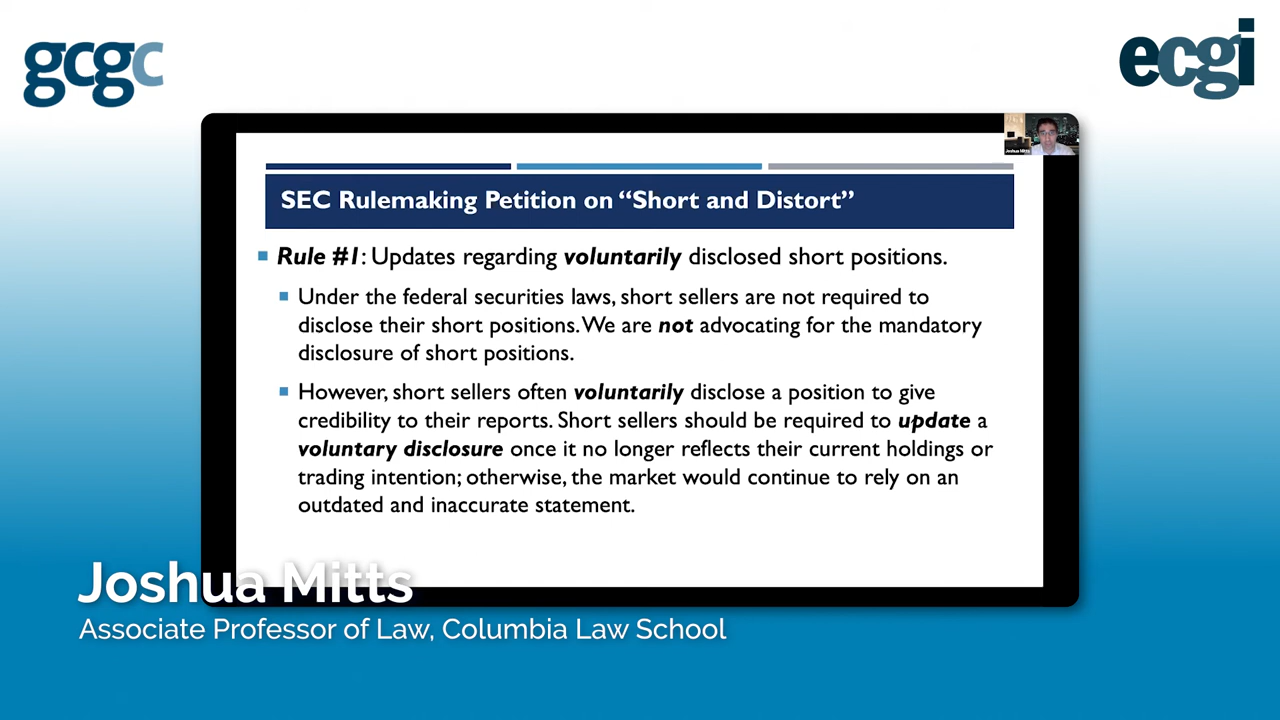 gcgc
ecgi
Joshua Mitts
SEC Rulemaking Petition on “Short and Distort”
Rule #1: Updates regarding voluntarily disclosed short positions.
Under the federal securities laws, short sellers are not required to
disclose their short positions. We are not advocating for the mandatory
disclosure of short positions.
However, short sellers often voluntarily disclose a position to give
credibility to their reports. Short sellers should be required to update a
voluntary disclosure once it no longer reflects their current holdings or
trading intention; otherwise, the market would continue to rely on an
outdated and inaccurate statement.
Joshua Mitts
Associate Professor of Law, Columbia Law School